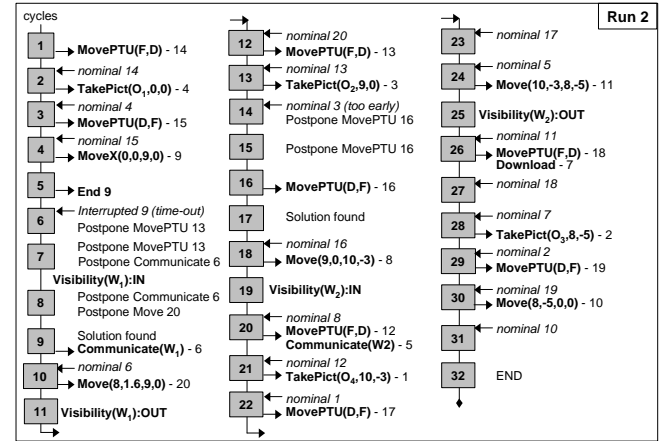 cycles
1
MovePTU(F,D) - 14
nominal 14
2
TakePict(O1,0,0) - 4
nominal 4
3
MovePTU(D,F) - 15
nominal 15
4
MoveX(0,0,9,0) - 9
5
End 9
Interrupted 9 (time-out)
6
Postpone MovePTU 13
Postpone MovePTU 13
7
Postpone Communicate 6
Visibility(W1):IN
Postpone Communicate 6
8
Postpone Move 20
Solution found
9
Communicate(W1) - 6
nominal 6
10
Move(8,1.6,9,0) - 20
11 Visibility(W1):OUT
nominal 20
12
MovePTU(F,D) - 13
nominal 13
13
TakePict(O2,9,0) - 3
nominal 3 (too early)
14
Postpone MovePTU 16
15
Postpone MovePTU 16
16
MovePTU(D,F) - 16
17
Solution found
nominal 16
18
Move(9,0,10,-3) - 8
19 Visibility(W2):IN
nominal 8
20
MovePTU(F,D) - 12
Communicate(W2) - 5
nominal 12
21
TakePict(O4,10,-3) - 1
nominal 1
22
MovePTU(D,F) - 17
Run 2
nominal 17
23
nominal 5
24
Move(10,-3,8,-5) - 11
25 Visibility(W2):OUT
nominal 11
26
MovePTU(F,D) - 18
Download - 7
27
nominal 18
nominal 7
28
TakePict(O3,8,-5) - 2
nominal 2
29
MovePTU(D,F) - 19
nominal 19
30
Move(8,-5,0,0) - 10
nominal 10
31
32
END